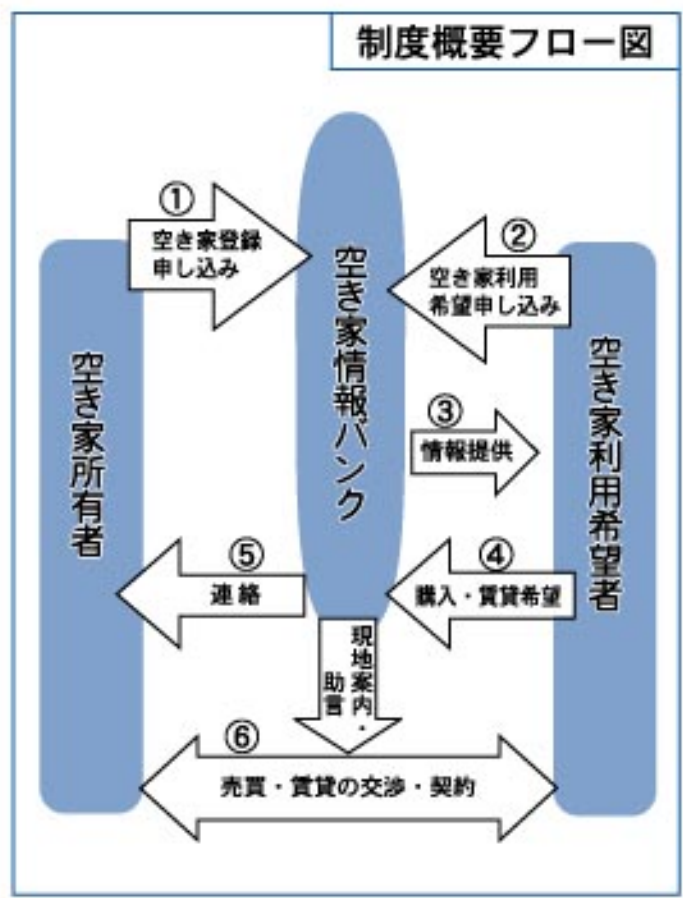 制度概要フロー図
①
空き家登録
申し込み
②
空き家利用
希望申し込み
空き家情報バンク
空き家所有者
空き家利用希望者
③
情報提供
④
購入・賃貸希望
⑤
連絡
現地案内・
助言
⑥
売買・賃貸の交渉・契約